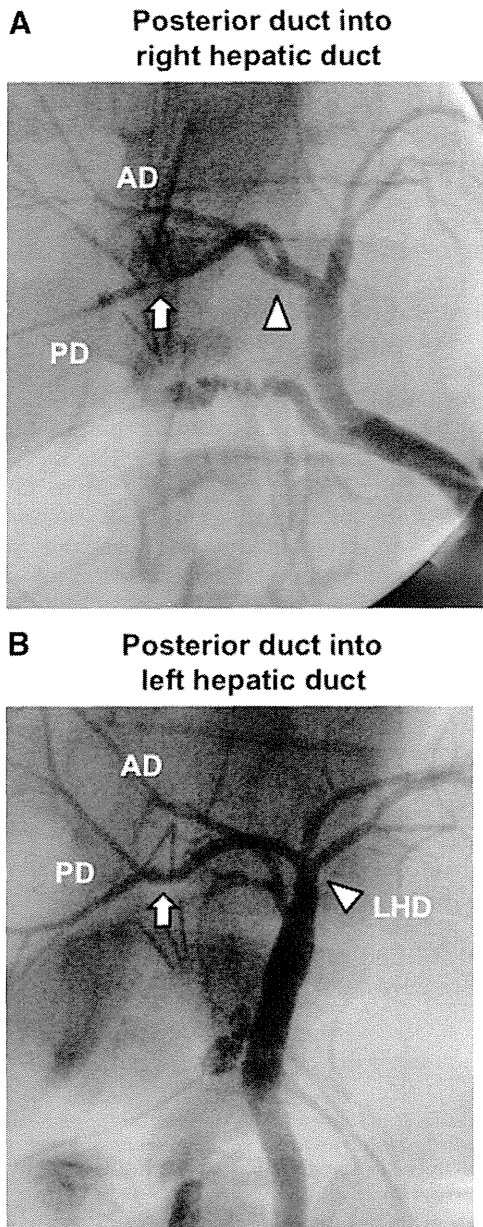 A
Posterior duct into
right hepatic duct
AD
PD
B
Posterior duct into
left hepatic duct
AD
PD
LHD